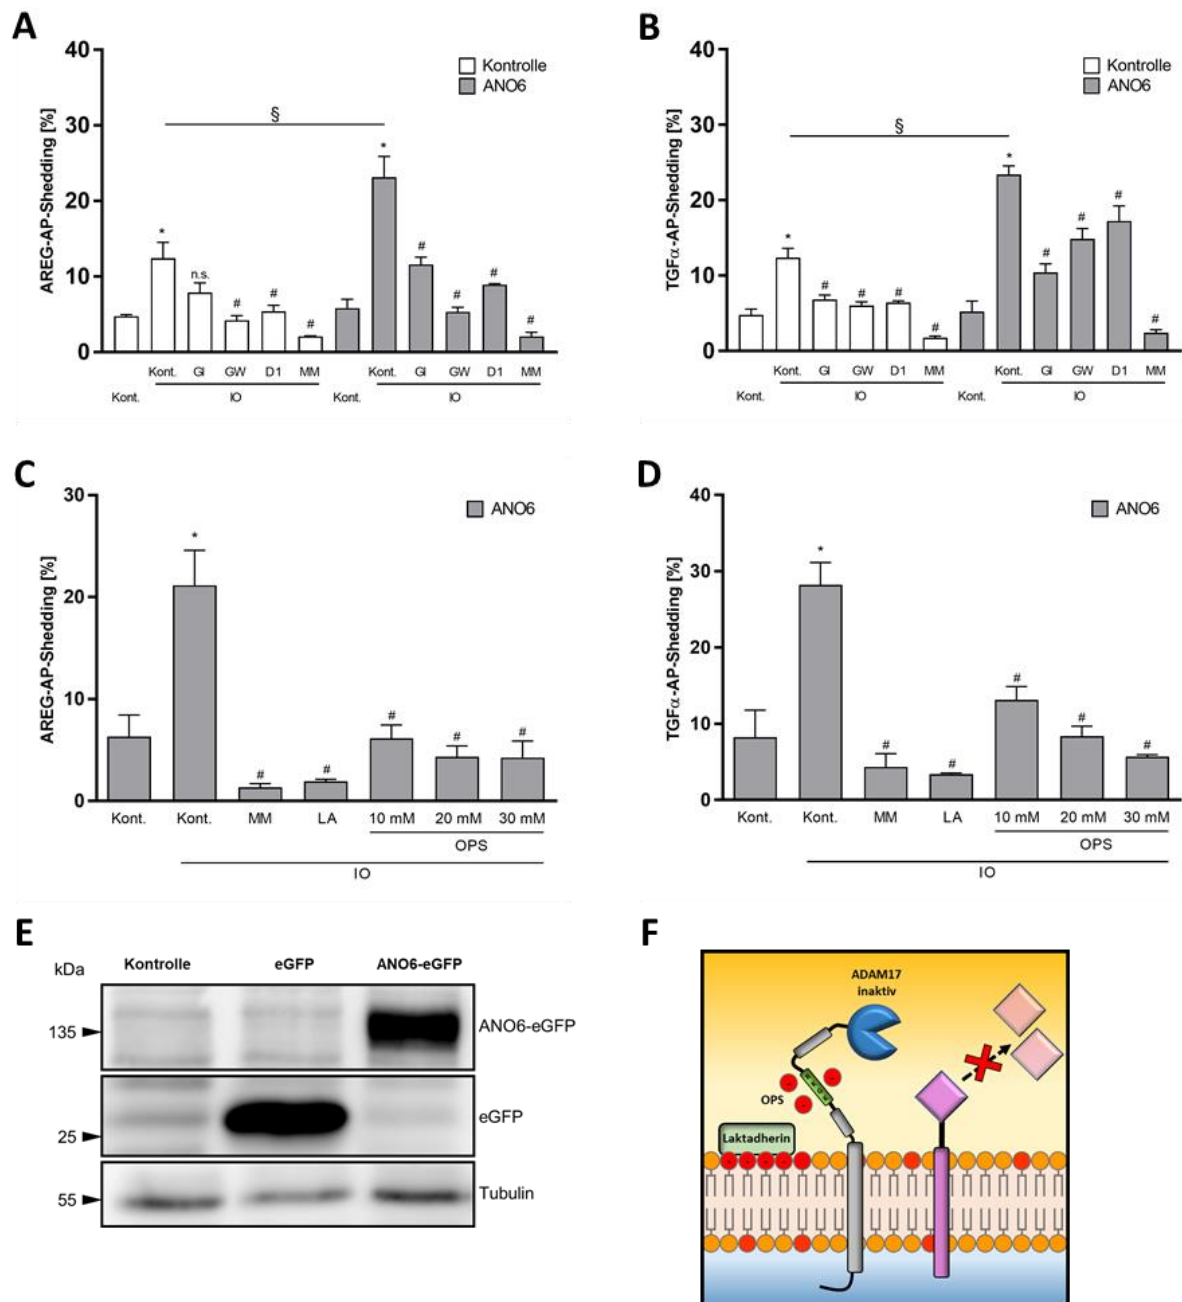 A
40
30
20
10
0
AREG-AP-Shedding [%]
Kontrolle
ANO6
§
*
n.s.
#
#
#
*
#
#
#
#
Kont. GI GW D1 MM Kont. GI GW D1 MM
Kont. IO Kont. IO
B
40
30
20
10
0
TGFα-AP-Shedding [%]
Kontrolle
ANO6
§
*
#
#
#
#
*
#
#
#
#
Kont. GI GW D1 MM Kont. GI GW D1 MM
Kont. IO Kont. IO
C
30
20
10
0
AREG-AP-Shedding [%]
ANO6
*
#
#
#
#
#
Kont. Kont. MM LA 10 mM 20 mM 30 mM
OPS
IO
D
40
30
20
10
0
TGFα-AP-Shedding [%]
ANO6
*
#
#
#
#
#
Kont. Kont. MM LA 10 mM 20 mM 30 mM
OPS
IO
E
kDa Kontrolle eGFP ANO6-eGFP
135 ANO6-eGFP
25 eGFP
55 Tubulin
F
ADAM17
inaktiv
OPS
Laktadherin